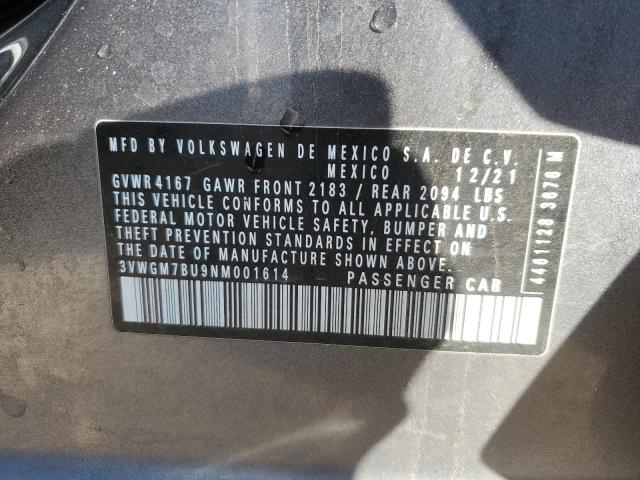 MFD BY VOLKSWAGEN DE MEXICO S.A. DE C.V.
MEXICO 12/21
GVWR 4167 GAWR FRONT 2183 / REAR 2094 LBS
THIS VEHICLE CONFORMS TO ALL APPLICABLE U.S.
FEDERAL MOTOR VEHICLE SAFETY, BUMPER AND
THEFT PREVENTION STANDARDS IN EFFECT ON
THE DATE OF MANUFACTURE SHOWN ABOVE
3VWGM7BU9NM001614 PASSENGER CAR
4401128 3070 M